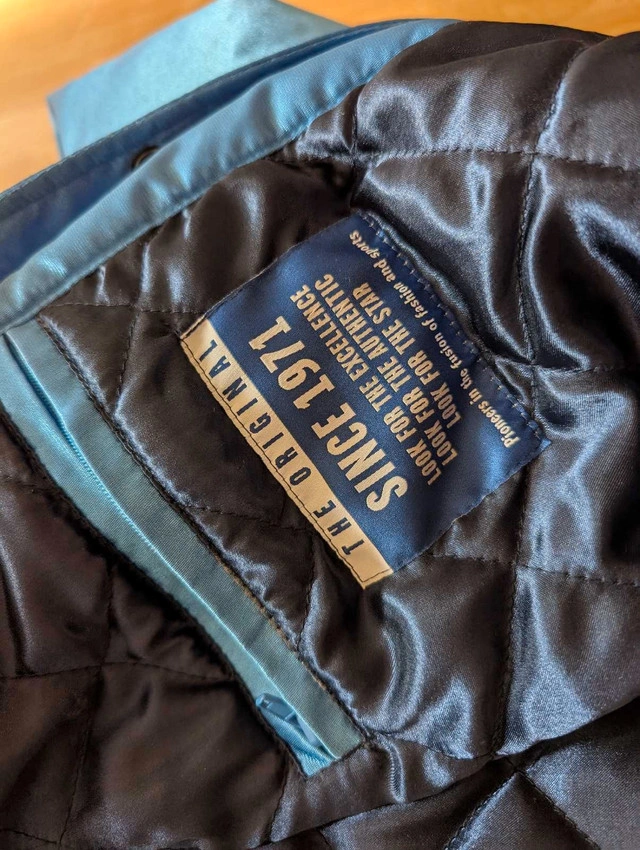 THE ORIGINAL
SINCE 1971
LOOK FOR THE EXCELLENCE
LOOK FOR THE AUTHENTIC
LOOK FOR THE STAR
Pioneers in the fusion of fashion and sports